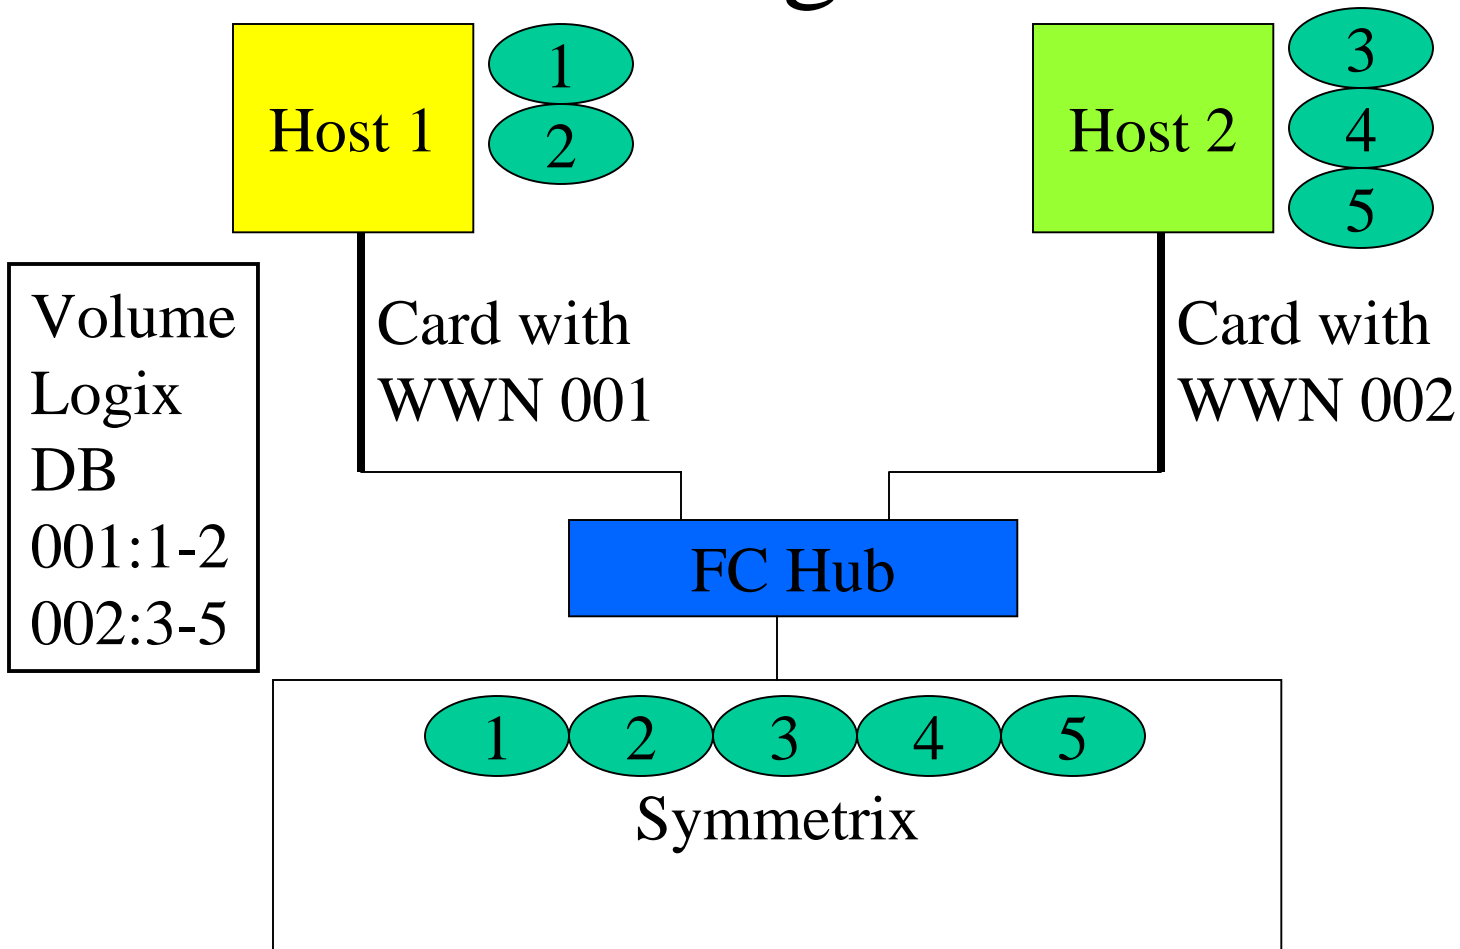 Host 1
1
2
Host 2
3
4
5
Volume
Logix
DB
001:1-2
002:3-5
Card with
WWN 001
Card with
WWN 002
FC Hub
1 2 3 4 5
Symmetrix